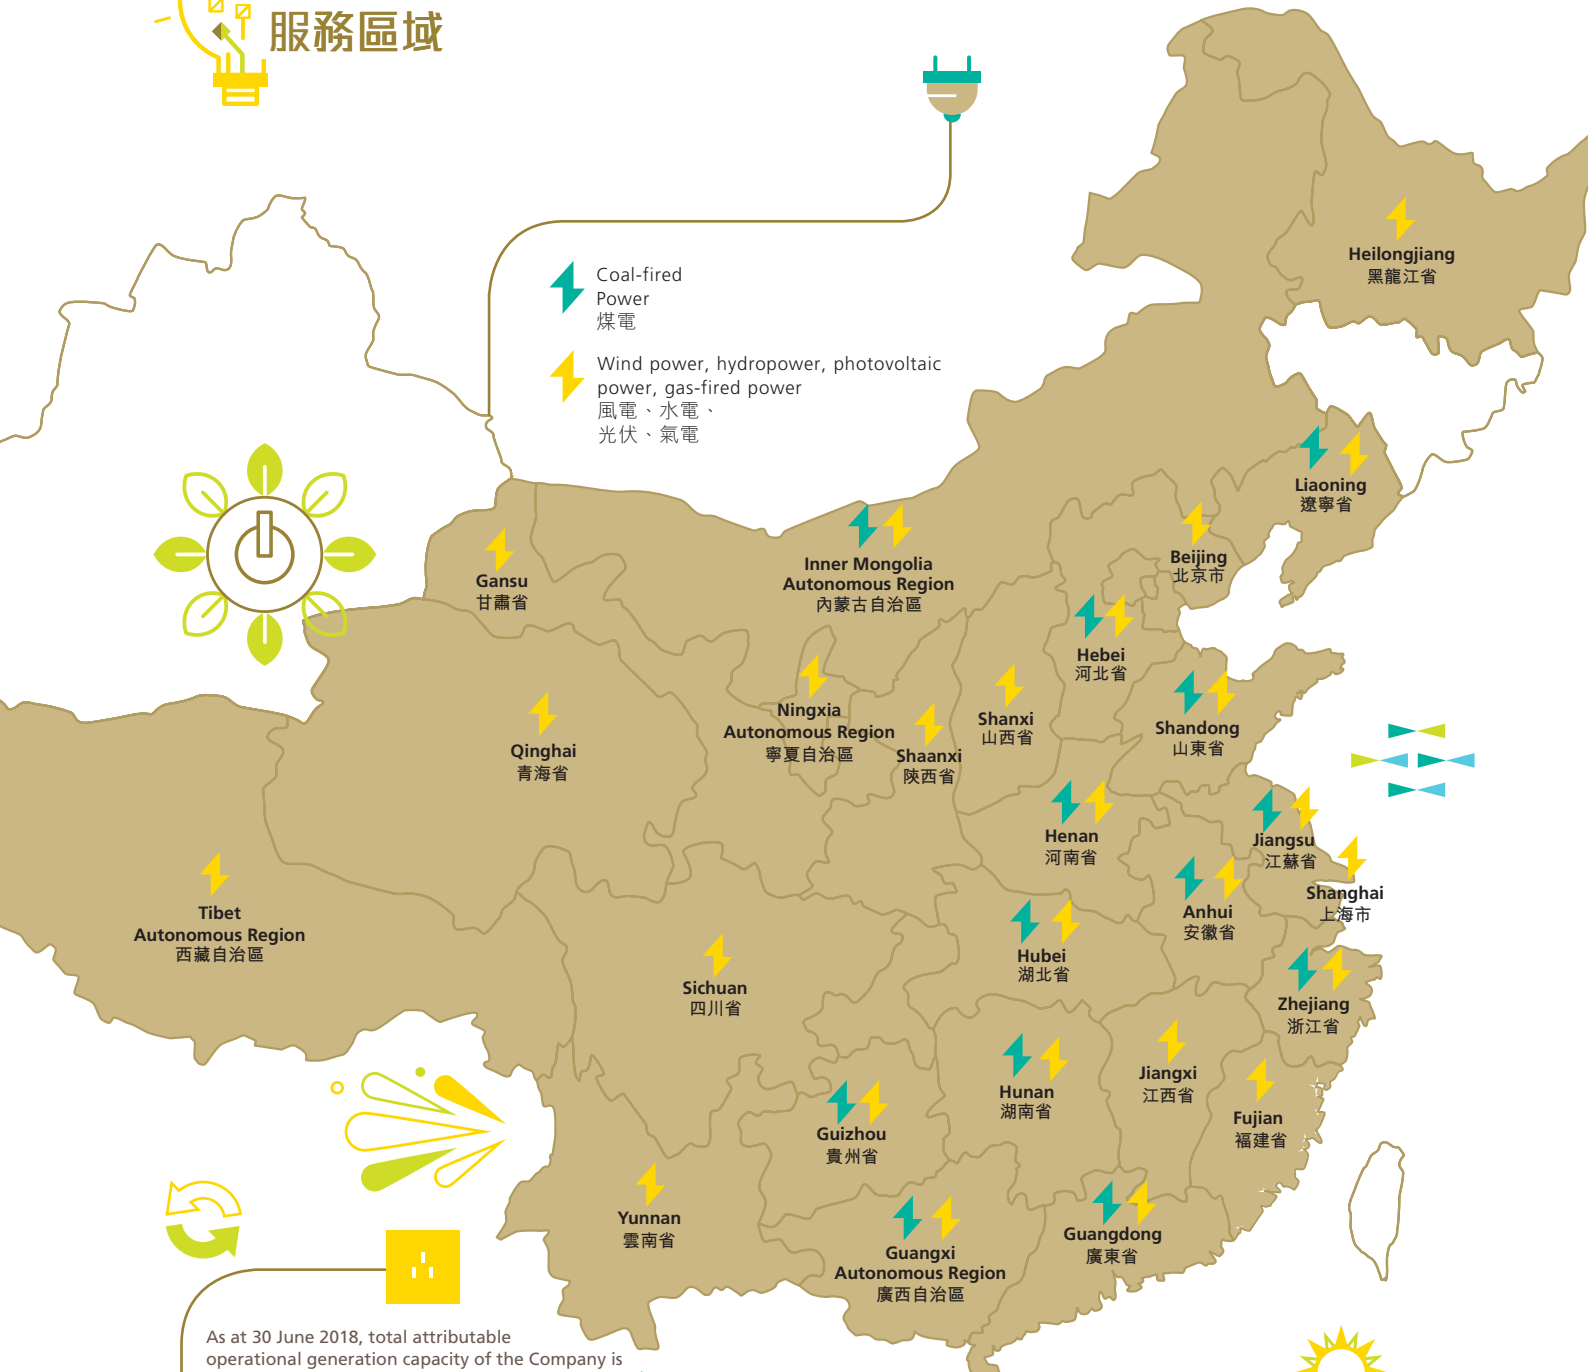 服務區域
Coal-fired
Power
煤電
Wind power, hydropower, photovoltaic
power, gas-fired power
風電、水電、
光伏、氣電
Heilongjiang
黑龍江省
Liaoning
遼寧省
Inner Mongolia
Autonomous Region
內蒙古自治區
Beijing
北京市
Gansu
甘肅省
Hebei
河北省
Ningxia
Autonomous Region
寧夏自治區
Shanxi
山西省
Shandong
山東省
Qinghai
青海省
Shaanxi
陝西省
Henan
河南省
Jiangsu
江蘇省
Shanghai
上海市
Tibet
Autonomous Region
西藏自治區
Anhui
安徽省
Hubei
湖北省
Sichuan
四川省
Zhejiang
浙江省
Hunan
湖南省
Jiangxi
江西省
Fujian
福建省
Guizhou
貴州省
Yunnan
雲南省
Guangxi
Autonomous Region
廣西自治區
Guangdong
廣東省
As at 30 June 2018, total attributable
operational generation capacity of the Company is